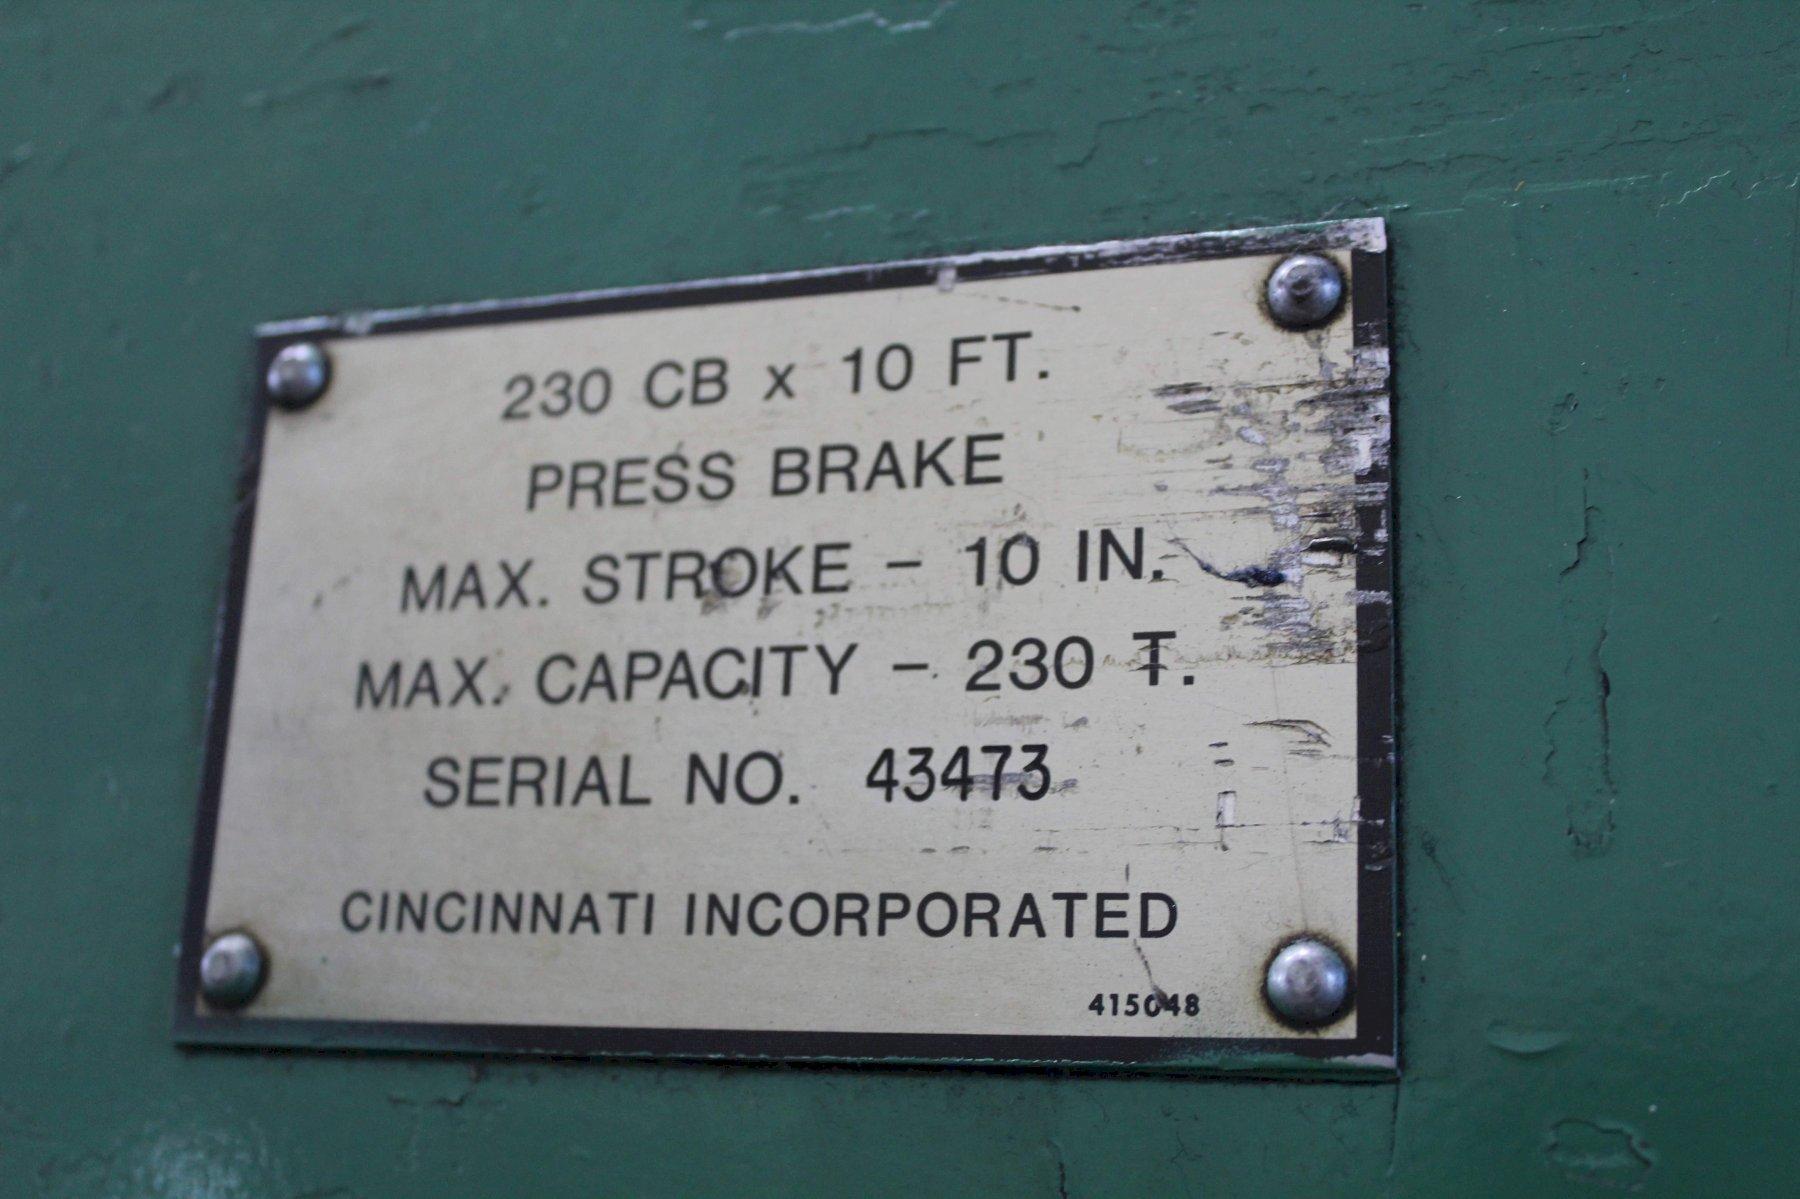 230 CB x 10 FT.
PRESS BRAKE
MAX. STROKE – 10 IN.
MAX. CAPACITY – 230 T.
SERIAL NO. 43473
CINCINNATI INCORPORATED
415048